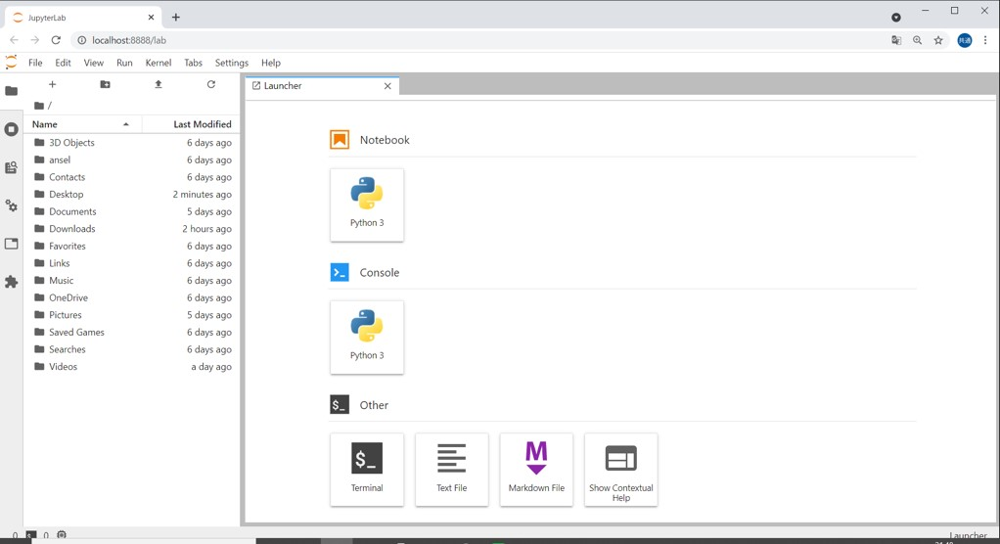 JupyterLab
localhost:8888/lab
共通
File Edit View Run Kernel Tabs Settings Help
Launcher
/
Name Last Modified
3D Objects 6 days ago
ansel 6 days ago
Contacts 6 days ago
Desktop 2 minutes ago
Documents 5 days ago
Downloads 2 hours ago
Favorites 6 days ago
Links 6 days ago
Music 6 days ago
OneDrive 6 days ago
Pictures 5 days ago
Saved Games 6 days ago
Searches 6 days ago
Videos a day ago
Notebook
Python 3
Console
Python 3
$_ Other
$_
Terminal
Text File
M
Markdown File
Show Contextual
Help
0 $_ 0
Launcher